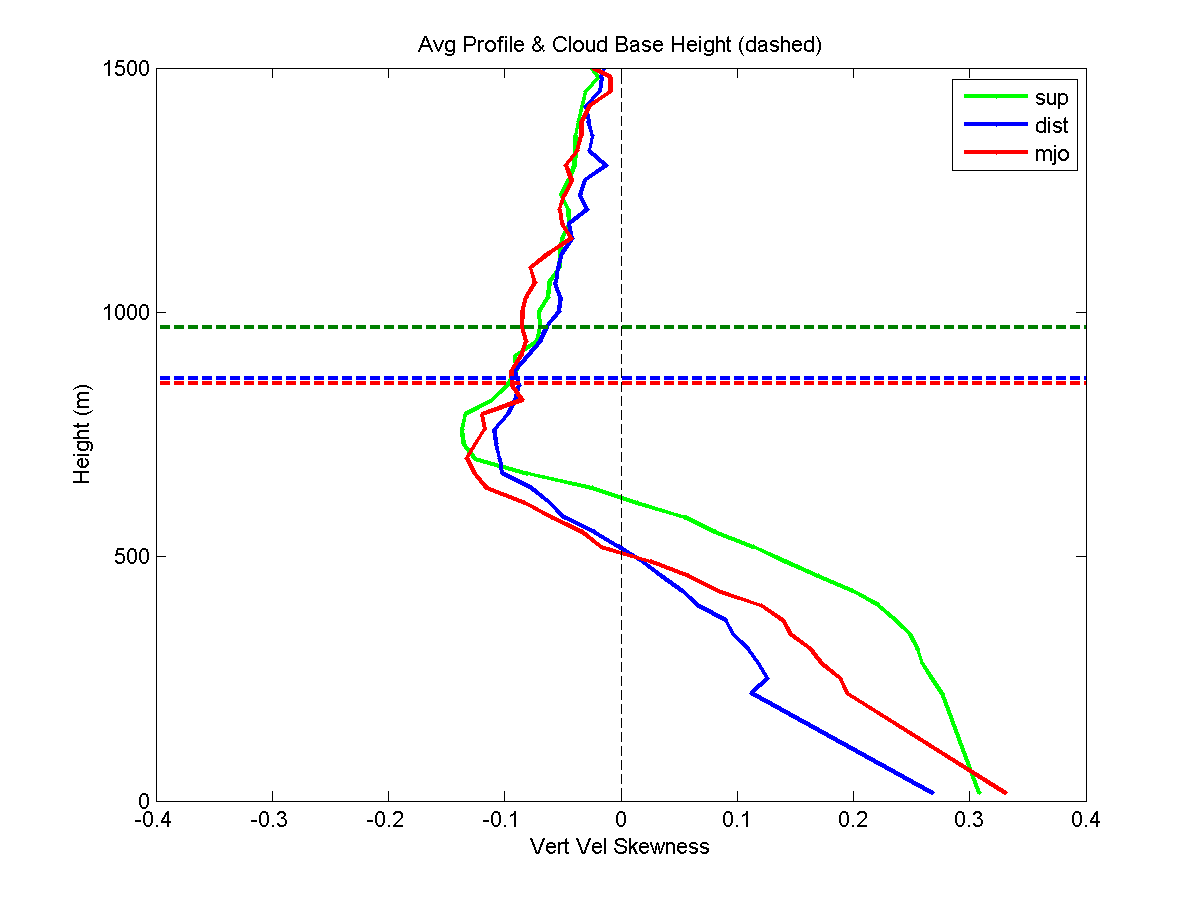 Avg Profile & Cloud Base Height (dashed)
1500
sup
dist
mjo
1000
Height (m)
500
0
-0.4 -0.3 -0.2 -0.1 0 0.1 0.2 0.3 0.4
Vert Vel Skewness